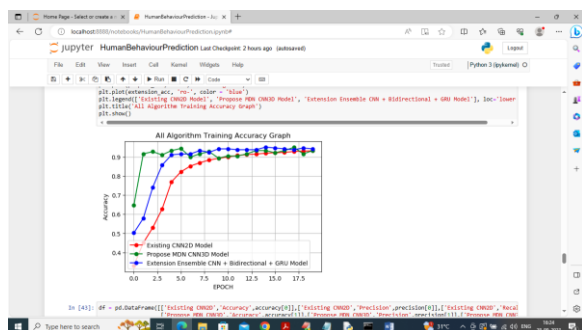 Home Page - Select or create a n
HumanBehaviourPrediction - Jup
localhost:8888/notebooks/HumanBehaviourPrediction.ipynb#
jupyter HumanBehaviourPrediction Last Checkpoint: 2 hours ago (autosaved)
Logout
File Edit View Insert Cell Kernel Widgets Help
Trusted
Python 3 (ipykernel)
Run
Code
plt.plot(extension_acc, 'ro-', color = 'blue')
plt.legend(['Existing CNN2D Model', 'Propose MDN CNN3D Model', 'Extension Ensemble CNN + Bidirectional + GRU Model'], loc='lower
plt.title('All Algorithm Training Accuracy Graph')
plt.show()
All Algorithm Training Accuracy Graph
0.9
0.8
0.7
0.6
0.5
0.4
Accuracy
Existing CNN2D Model
Propose MDN CNN3D Model
Extension Ensemble CNN + Bidirectional + GRU Model
0.0 2.5 5.0 7.5 10.0 12.5 15.0 17.5
EPOCH
In [43]: df = pd.DataFrame([['Existing CNN2D','Accuracy',accuracy[0]],['Existing CNN2D','Precision',precision[0]],['Existing CNN2D','Reca
Type here to search
31°C
ENG